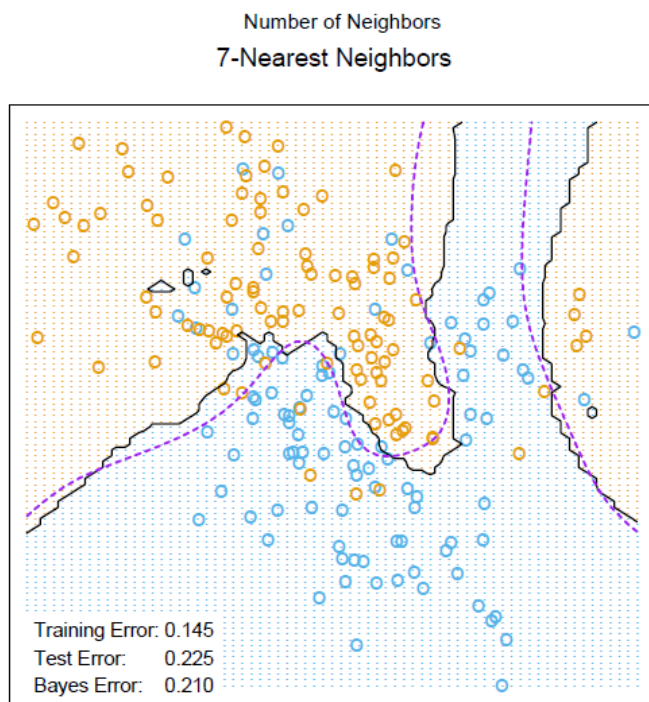 Number of Neighbors
7-Nearest Neighbors
Training Error: 0.145
Test Error: 0.225
Bayes Error: 0.210